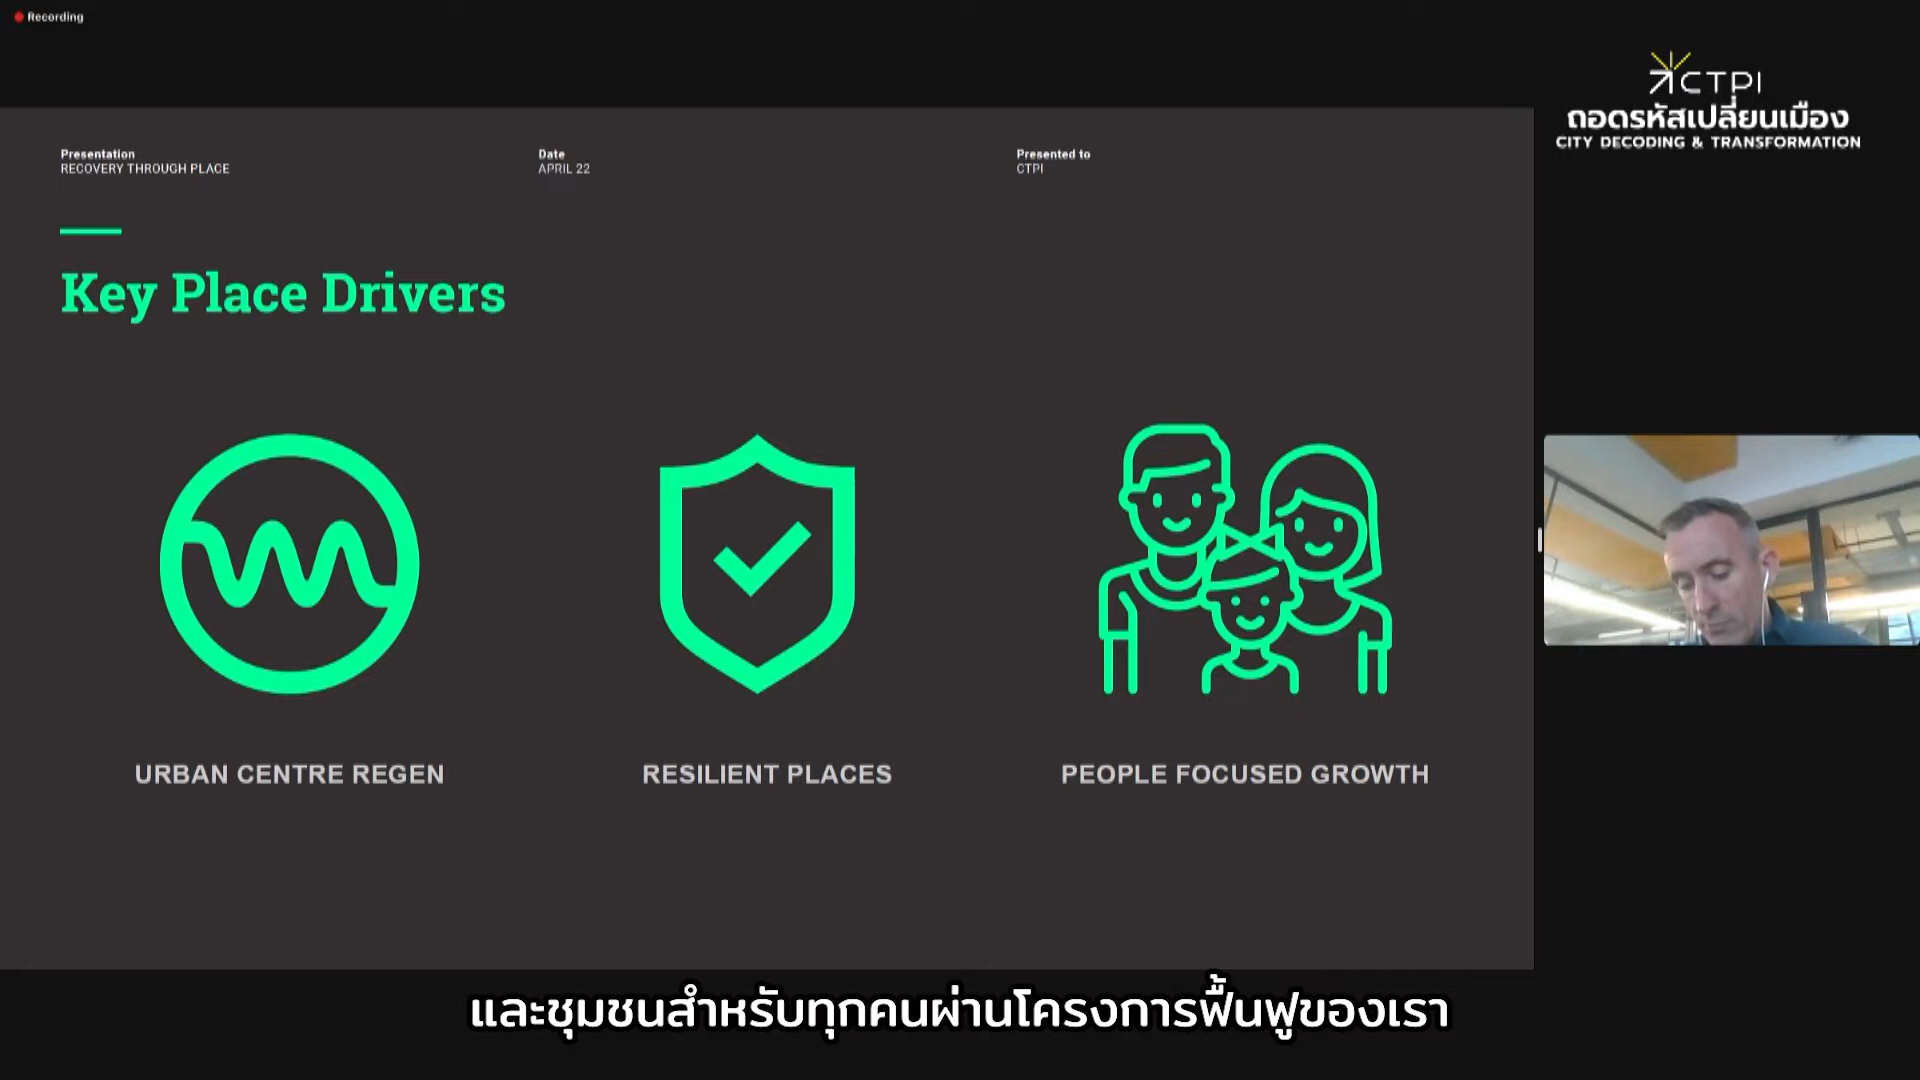 Recording
CTPI
ถอดรหัสเปลี่ยนเมือง
CITY DECODING & TRANSFORMATION
Presentation
RECOVERY THROUGH PLACE
Date
APRIL 22
Presented to
CTPI
Key Place Drivers
URBAN CENTRE REGEN
RESILIENT PLACES
PEOPLE FOCUSED GROWTH
และชุมชนสำหรับทุกคนผ่านโครงการฟื้นฟูของเรา